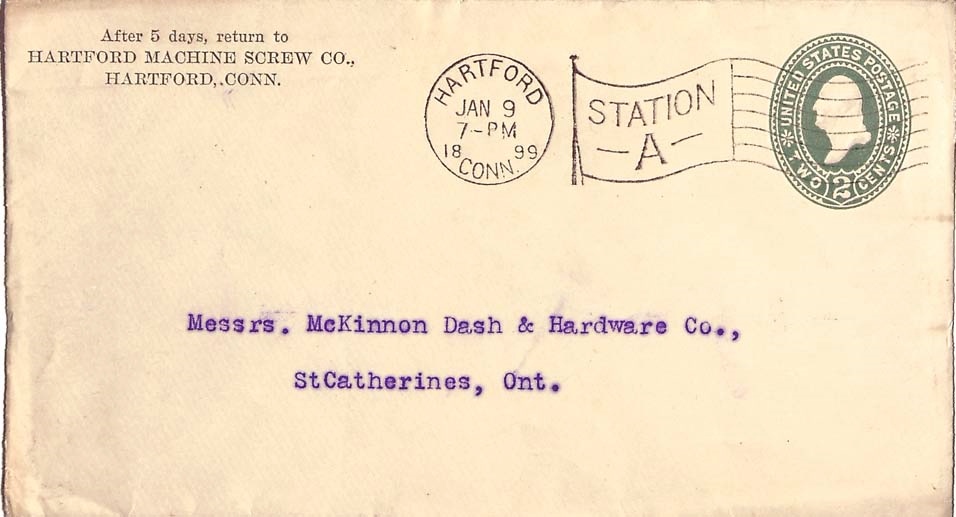 After 5 days, return to
HARTFORD MACHINE SCREW CO.,
HARTFORD, CONN.
HARTFORD
JAN 9
7-PM
18 99
CONN.
STATION
-A-
UNITED STATES POSTAGE
TWO 2 CENTS
Messrs. McKinnon Dash & Hardware Co.,
StCatherines, Ont.